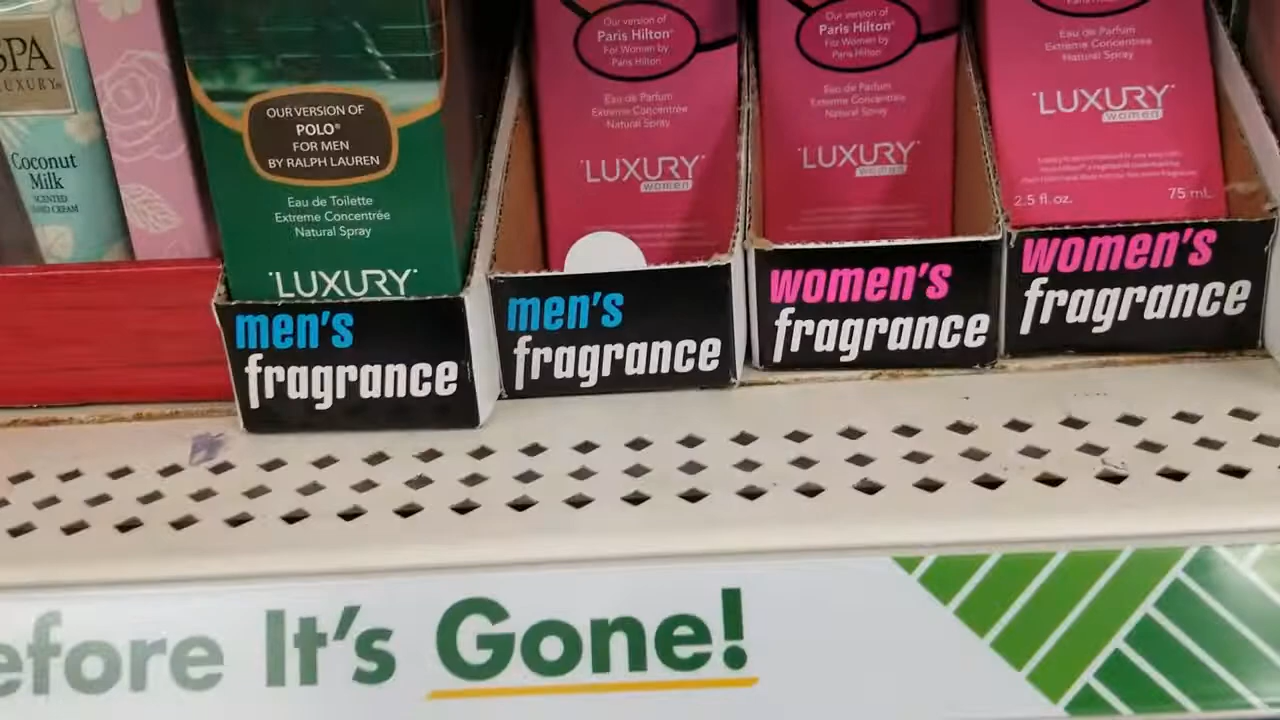 SPA
LUXURY
Coconut
Milk
SCENTED
HAND CREAM
OUR VERSION OF
POLO®
FOR MEN
BY RALPH LAUREN
Eau de Toilette
Extreme Concentrée
Natural Spray
LUXURY
men's
fragrance
Our version of
Paris Hilton®
For Women by
Paris Hilton
Eau de Parfum
Extreme Concentrée
Natural Spray
LUXURY
women
men's
fragrance
Our version of
Paris Hilton®
For Women by
Paris Hilton
Eau de Parfum
Extreme Concentrée
Natural Spray
LUXURY
women
women's
fragrance
Eau de Parfum
Extreme Concentrée
Natural Spray
LUXURY
women
2.5 fl.oz. 75 mL
women's
fragrance
efore It's Gone!